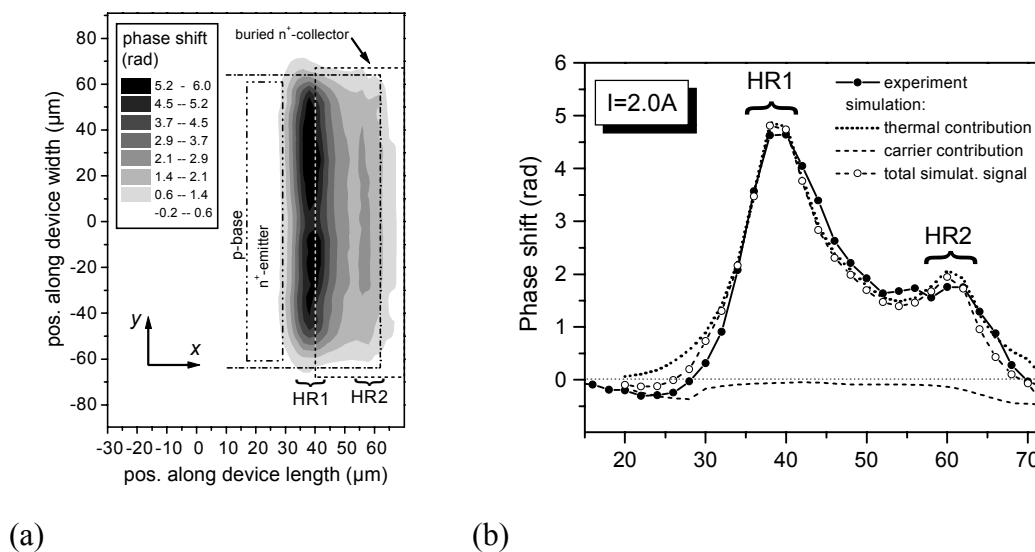 phase shift
(rad)
5.2 - 6.0
4.5 -- 5.2
3.7 -- 4.5
2.9 -- 3.7
2.1 -- 2.9
1.4 -- 2.1
0.6 -- 1.4
-0.2 -- 0.6
buried n+-collector
p-base
n+-emitter
y
x
HR1
HR2
80
60
40
20
0
-20
-40
-60
-80
pos. along device width (µm)
-30 -20 -10 0 10 20 30 40 50 60
pos. along device length (µm)
(a)
I=2.0A
HR1
HR2
experiment
simulation:
thermal contribution
carrier contribution
total simulat. signal
6
5
4
3
2
1
0
-1
Phase shift (rad)
20 30 40 50 60 70
(b)